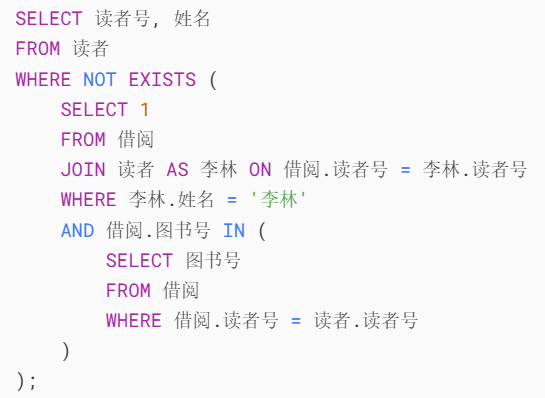 SELECT 读者号, 姓名
FROM 读者
WHERE NOT EXISTS (
    SELECT 1
    FROM 借阅
    JOIN 读者 AS 李林 ON 借阅.读者号 = 李林.读者号
    WHERE 李林.姓名 = '李林'
    AND 借阅.图书号 IN (
        SELECT 图书号
        FROM 借阅
        WHERE 借阅.读者号 = 读者.读者号
    )
);